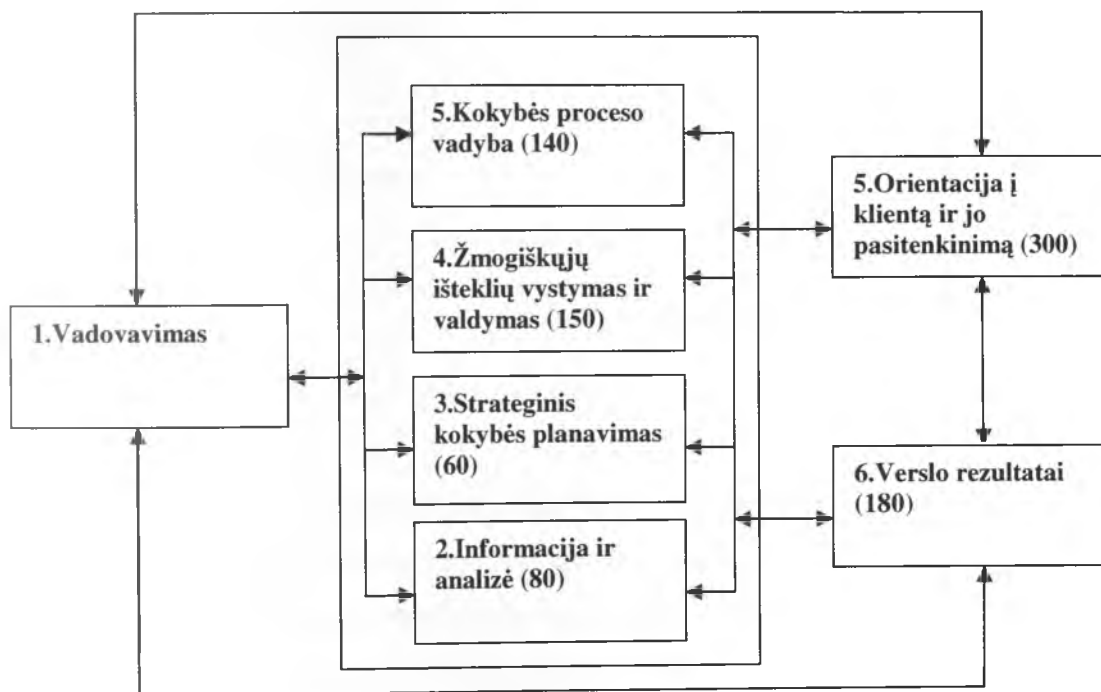 1.Vadovavimas
5.Kokybės proceso
vadyba (140)
4.Žmogiškųjų
išteklių vystymas ir
valdymas (150)
3.Strateginis
kokybės planavimas
(60)
2.Informacija ir
analizė (80)
5.Orientacija į
klientą ir jo
pasitenkinimą (300)
6.Verslo rezultatai
(180)